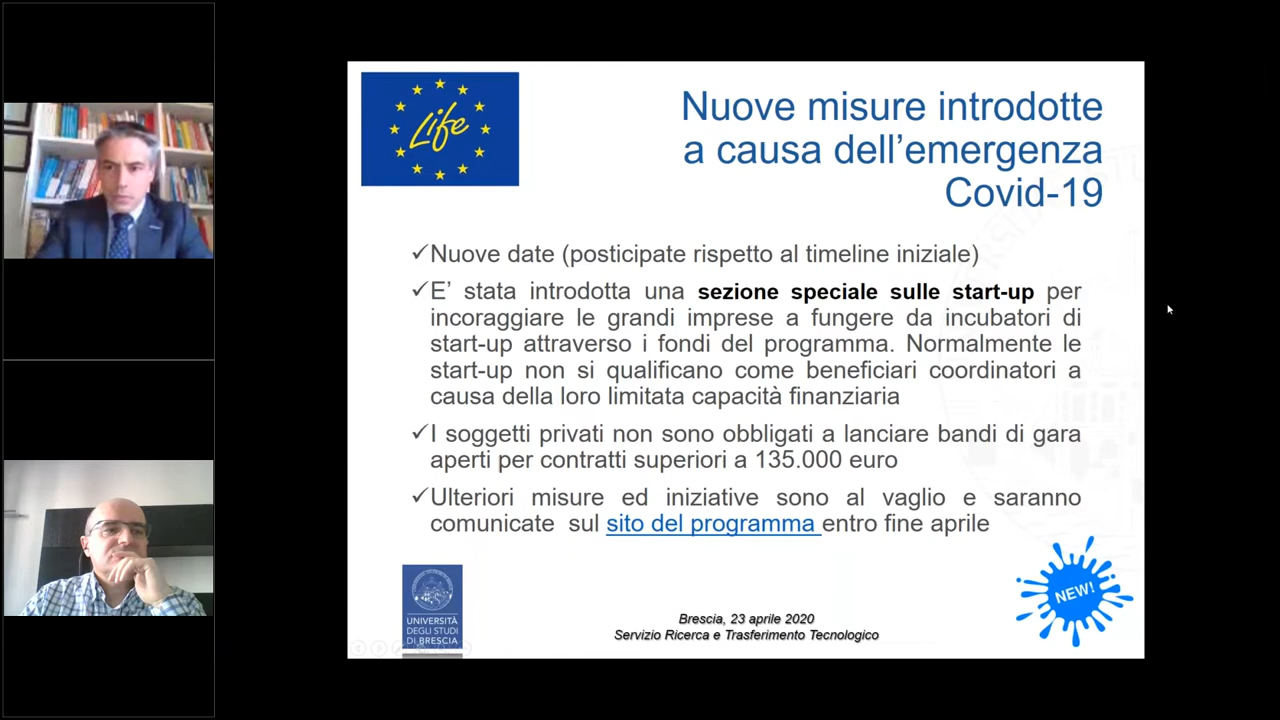 Life
Nuove misure introdotte
a causa dell’emergenza
Covid-19
✓Nuove date (posticipate rispetto al timeline iniziale)
✓E’ stata introdotta una sezione speciale sulle start-up per
incoraggiare le grandi imprese a fungere da incubatori di
start-up attraverso i fondi del programma. Normalmente le
start-up non si qualificano come beneficiari coordinatori a
causa della loro limitata capacità finanziaria
✓I soggetti privati non sono obbligati a lanciare bandi di gara
aperti per contratti superiori a 135.000 euro
✓Ulteriori misure ed iniziative sono al vaglio e saranno
comunicate sul sito del programma entro fine aprile
UNIVERSITÀ
DEGLI STUDI
DI BRESCIA
Brescia, 23 aprile 2020
Servizio Ricerca e Trasferimento Tecnologico
NEW!